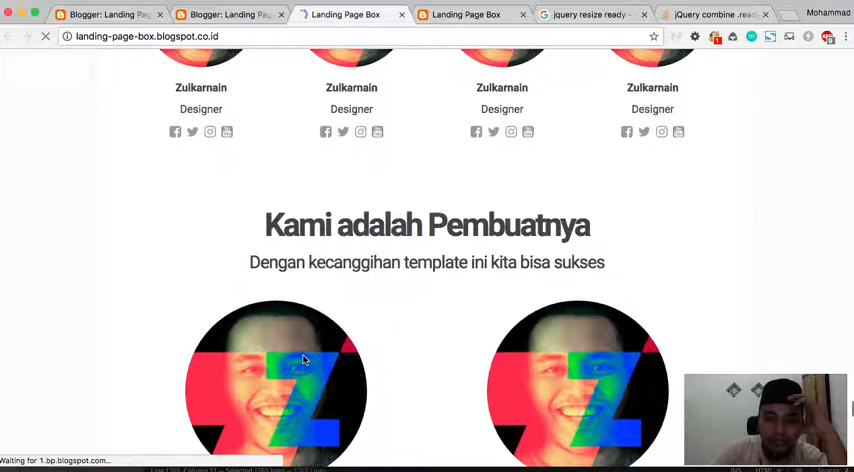 Blogger: Landing Pag
Blogger: Landing Pag
Landing Page Box
Landing Page Box
jquery resize ready -
jQuery combine .read
Mohammad
landing-page-box.blogspot.co.id
Zulkarnain
Zulkarnain
Zulkarnain
Zulkarnain
Designer
Designer
Designer
Designer
Kami adalah Pembuatnya
Dengan kecanggihan template ini kita bisa sukses
Z
Z
Waiting for 1.bp.blogspot.com...